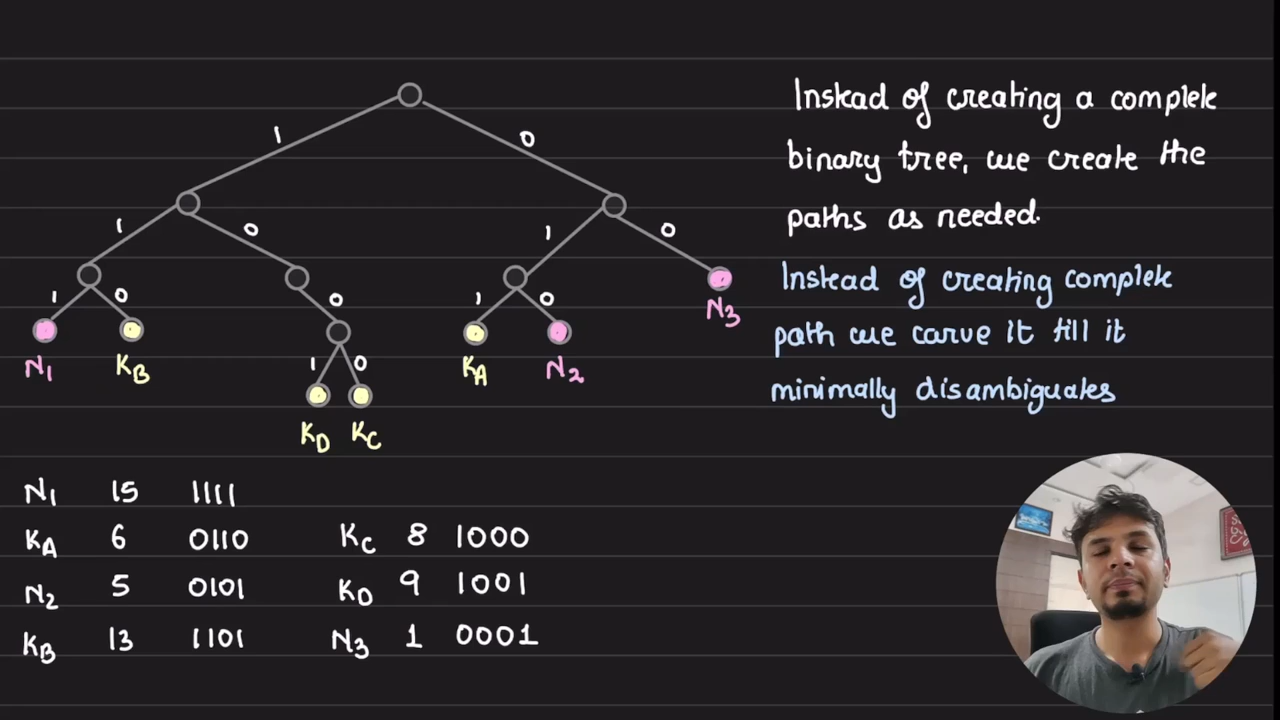 1
0
1
0
1
0
1
0
0
1
0
N3
N1
KB
1
0
KA
N2
KD
KC
Instead of creating a complete
binary tree, we create the
paths as needed.
Instead of creating complete
path we carve it till it
minimally disambiguates
N1 15 1111
KA 6 0110
N2 5 0101
KB 13 1101
KC 8 1000
KD 9 1001
N3 1 0001